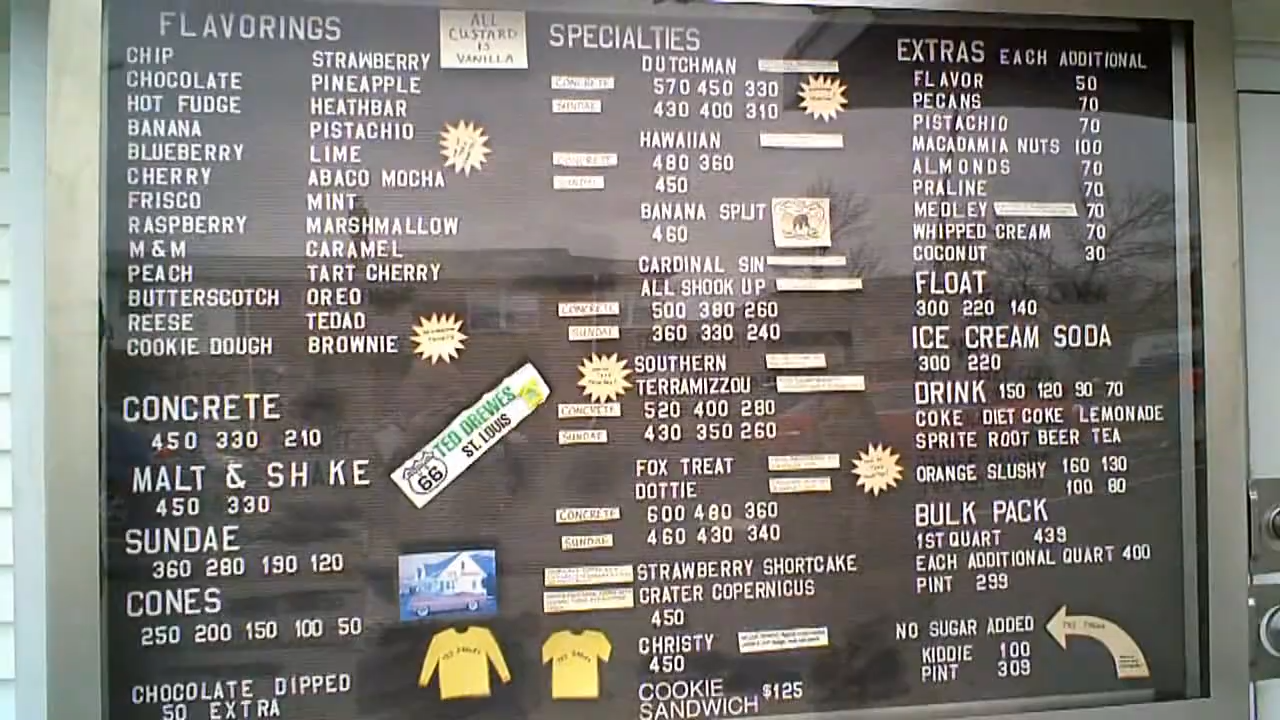 FLAVORINGS
CHIP
CHOCOLATE
HOT FUDGE
BANANA
BLUEBERRY
CHERRY
FRISCO
RASPBERRY
M & M
PEACH
BUTTERSCOTCH
REESE
COOKIE DOUGH
STRAWBERRY
PINEAPPLE
HEATHBAR
PISTACHIO
LIME
ABACO MOCHA
MINT
MARSHMALLOW
CARAMEL
TART CHERRY
OREO
TEDAD
BROWNIE
ALL
CUSTARD
IS
VANILLA
CONCRETE
450 330 210
MALT & SHAKE
450 330
SUNDAE
360 280 190 120
CONES
250 200 150 100 50
CHOCOLATE DIPPED
50 EXTRA
TED DREWES
ST. LOUIS
66
TED DREWES
TED DREWES
SPECIALTIES
DUTCHMAN
CONCRETE 570 450 330
SUNDAE 430 400 310
HAWAIIAN
CONCRETE 480 360
SUNDAE 450
BANANA SPLIT
460
CARDINAL SIN
ALL SHOOK UP
CONCRETE 500 380 260
SUNDAE 360 330 240
SOUTHERN
TERRAMIZZOU
CONCRETE 520 400 280
SUNDAE 430 350 260
FOX TREAT
DOTTIE
CONCRETE 600 480 360
SUNDAE 460 430 340
STRAWBERRY SHORTCAKE
CRATER COPERNICUS
450
CHRISTY
450
COOKIE
SANDWICH $125
EXTRAS EACH ADDITIONAL
FLAVOR 50
PECANS 70
PISTACHIO 70
MACADAMIA NUTS 100
ALMONDS 70
PRALINE 70
MEDLEY 70
WHIPPED CREAM 70
COCONUT 30
FLOAT
300 220 140
ICE CREAM SODA
300 220
DRINK 150 120 90 70
COKE DIET COKE LEMONADE
SPRITE ROOT BEER TEA
ORANGE SLUSHY 160 130
100 80
BULK PACK
1ST QUART 439
EACH ADDITIONAL QUART 400
PINT 299
NO SUGAR ADDED
KIDDIE 100
PINT 309